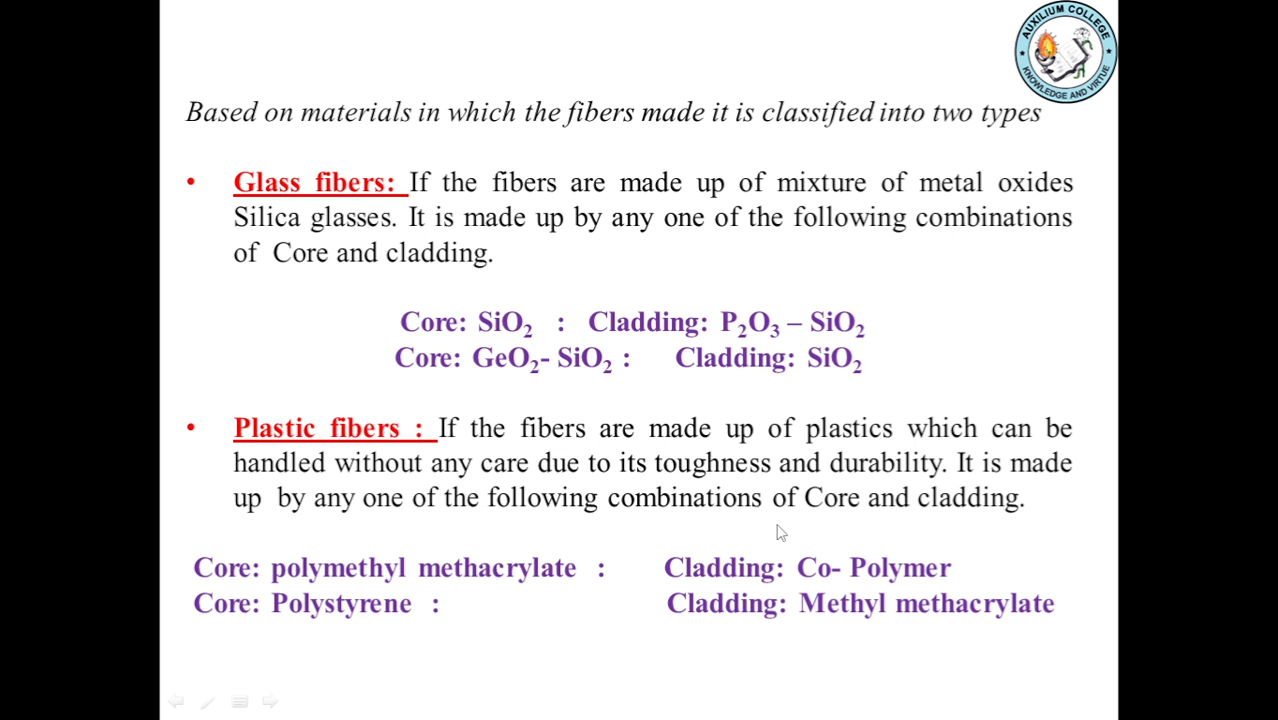 AUXILIUM COLLEGE
KNOWLEDGE AND VIRTUE
Based on materials in which the fibers made it is classified into two types
• Glass fibers: If the fibers are made up of mixture of metal oxides
Silica glasses. It is made up by any one of the following combinations
of Core and cladding.
Core: SiO₂ : Cladding: P₂O₃ – SiO₂
Core: GeO₂- SiO₂ : Cladding: SiO₂
• Plastic fibers : If the fibers are made up of plastics which can be
handled without any care due to its toughness and durability. It is made
up by any one of the following combinations of Core and cladding.
Core: polymethyl methacrylate : Cladding: Co- Polymer
Core: Polystyrene : Cladding: Methyl methacrylate